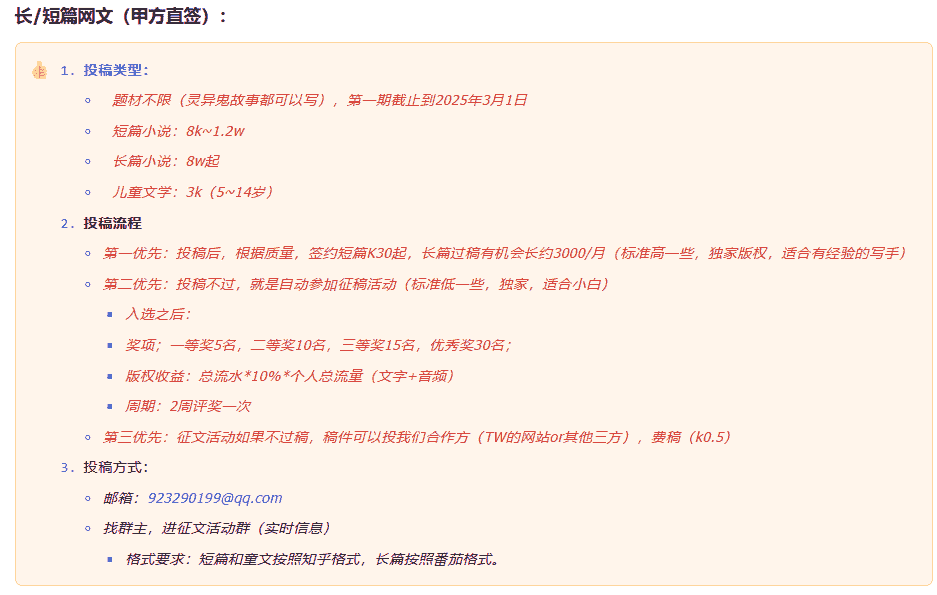 长/短篇网文（甲方直签）：
1. 投稿类型：
题材不限（灵异鬼故事都可以写），第一期截止到2025年3月1日
短篇小说：8k~1.2w
长篇小说：8w起
儿童文学：3k（5~14岁）
2. 投稿流程
第一优先：投稿后，根据质量，签约短篇K30起，长篇过稿有机会长约3000/月（标准高一些，独家版权，适合有经验的写手）
第二优先：投稿不过，就是自动参加征稿活动（标准低一些，独家，适合小白）
入选之后：
奖项；一等奖5名，二等奖10名，三等奖15名，优秀奖30名；
版权收益：总流水*10%*个人总流量（文字+音频）
周期：2周评奖一次
第三优先：征文活动如果不过稿，稿件可以投我们合作方（TW的网站or其他三方），费稿（k0.5）
3. 投稿方式：
邮箱：923290199@qq.com
找群主，进征文活动群（实时信息）
格式要求：短篇和童文按照知乎格式，长篇按照番茄格式。